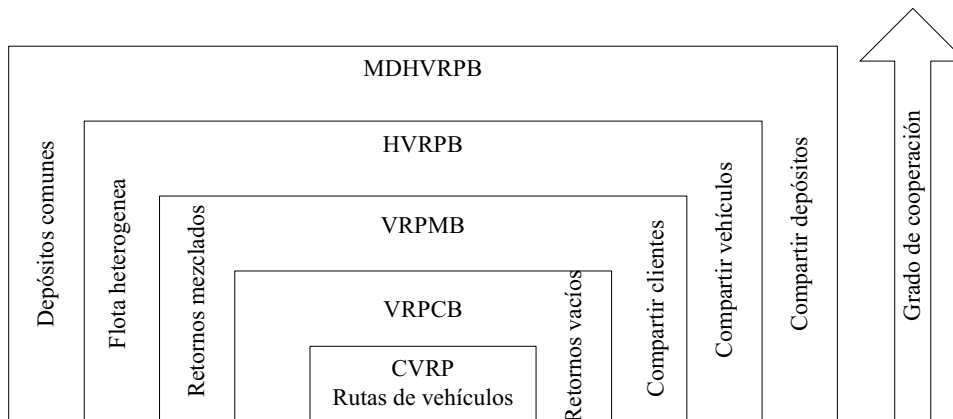 MDHVRPB
HVRPB
VRPMB
VRPCB
CVRP
Rutas de vehículos
Depósitos comunes
Flota heterogenea
Retornos mezclados
Retornos vacíos
Compartir clientes
Compartir vehículos
Compartir depósitos
Grado de cooperación